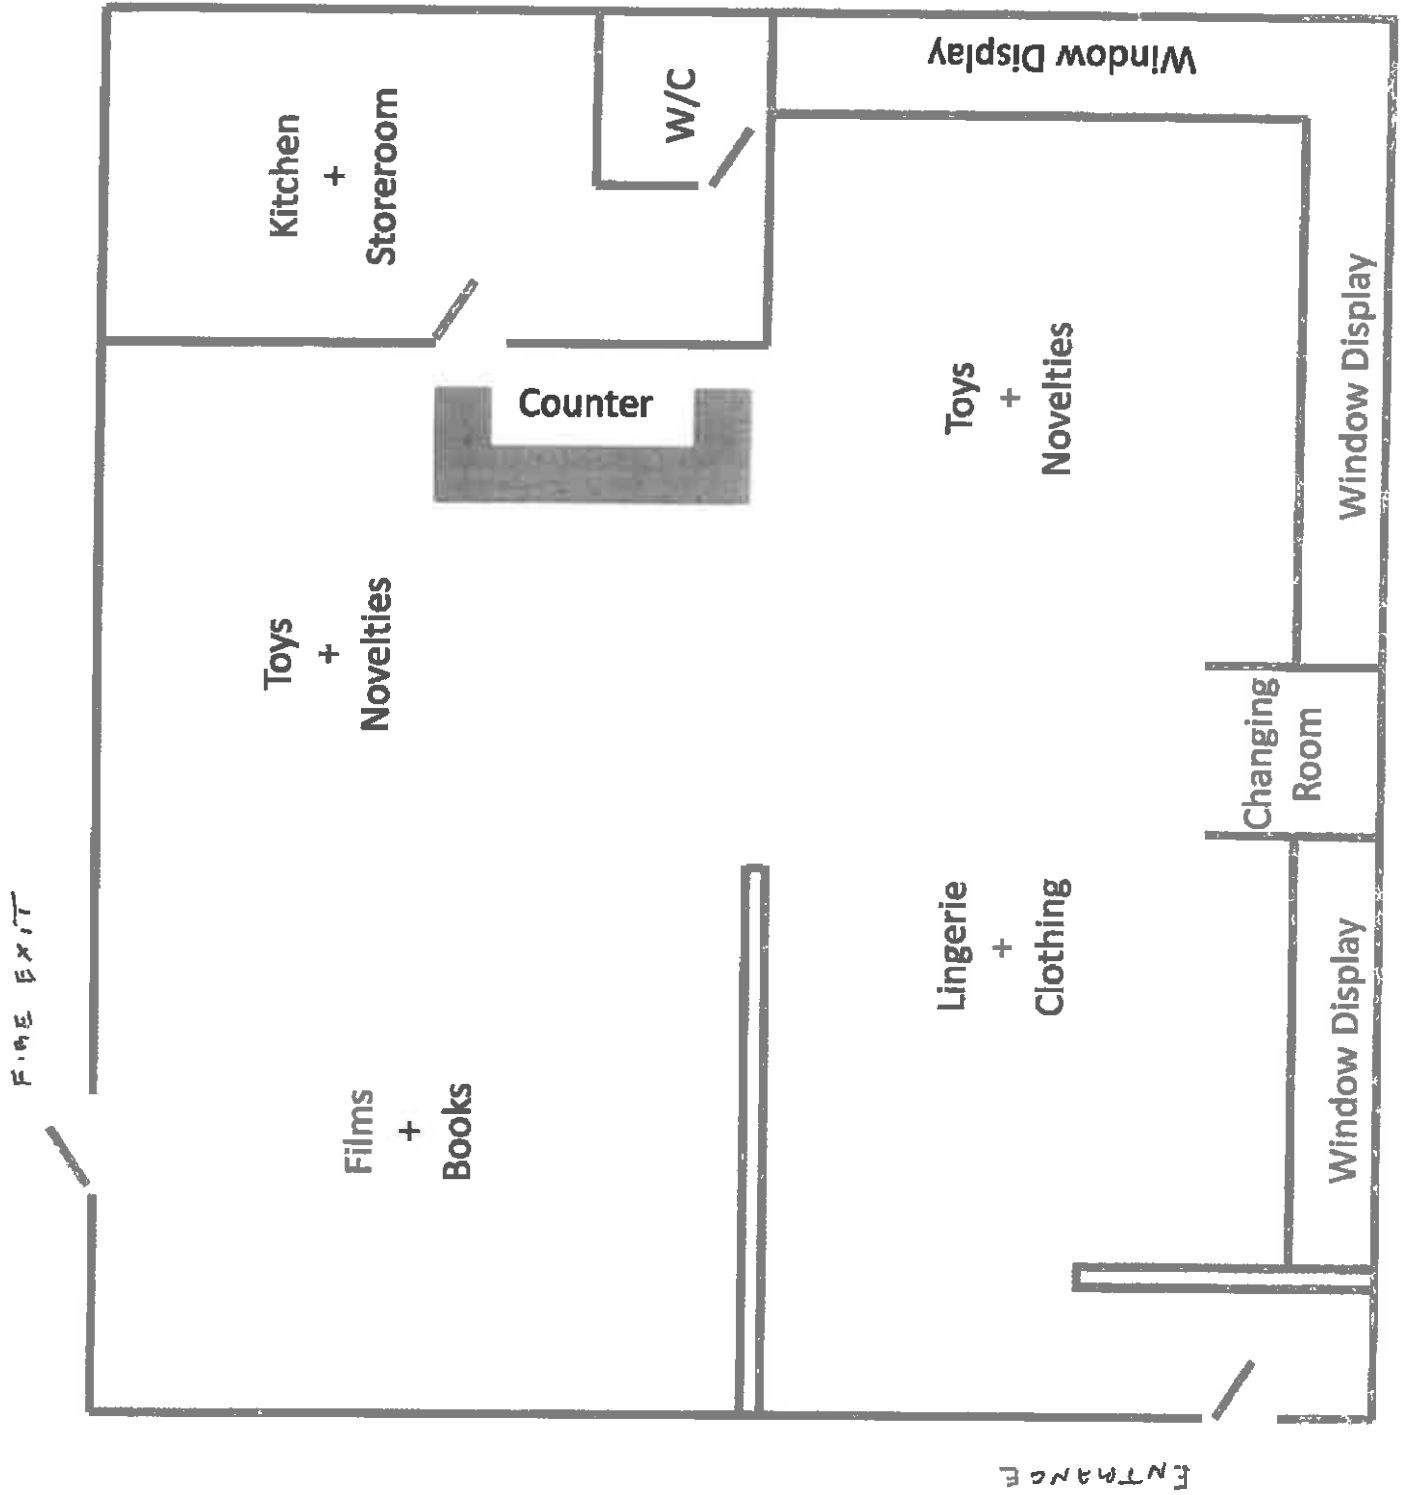 Kitchen
+
Storeroom
W/C
Window Display
Counter
Toys
+
Novelties
Toys
+
Novelties
Window Display
Changing
Room
FIRE EXIT
Films
+
Books
Lingerie
+
Clothing
Window Display
ENTRANCE